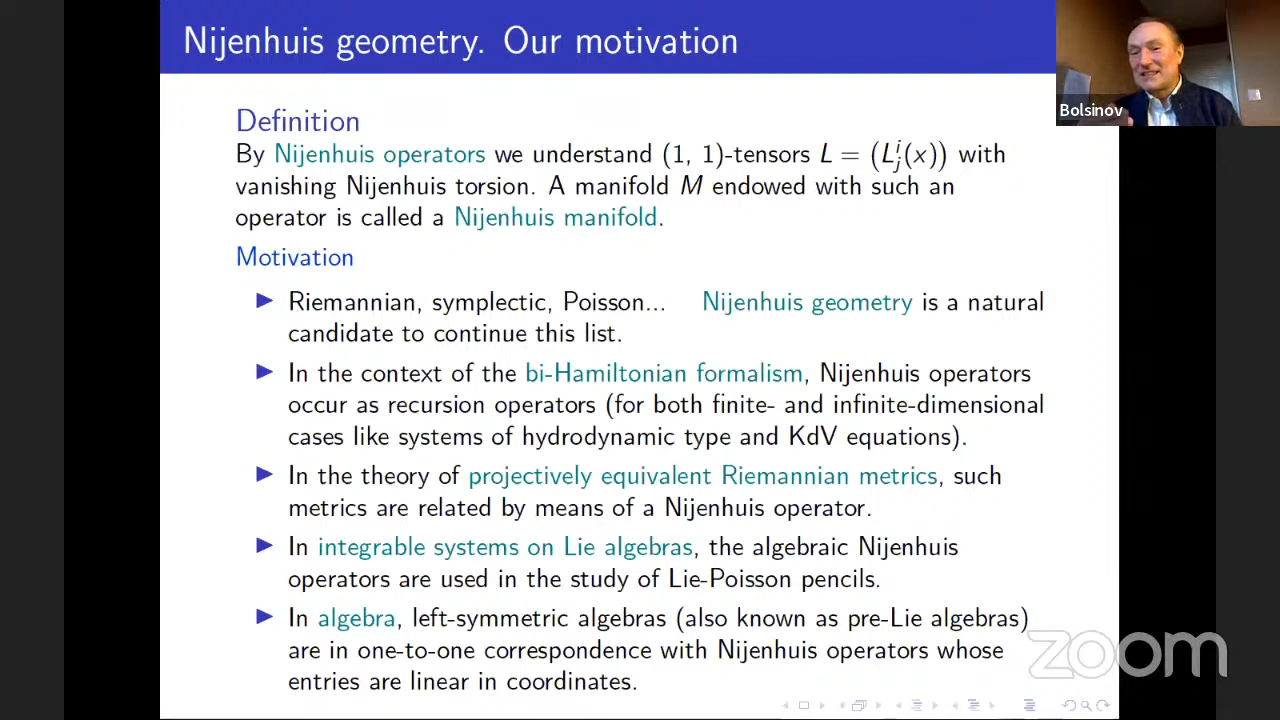 Nijenhuis geometry. Our motivation
Bolsinov
Definition
By Nijenhuis operators we understand (1, 1)-tensors L = (L^i_j(x)) with
vanishing Nijenhuis torsion. A manifold M endowed with such an
operator is called a Nijenhuis manifold.
Motivation
▶ Riemannian, symplectic, Poisson... Nijenhuis geometry is a natural
candidate to continue this list.
▶ In the context of the bi-Hamiltonian formalism, Nijenhuis operators
occur as recursion operators (for both finite- and infinite-dimensional
cases like systems of hydrodynamic type and KdV equations).
▶ In the theory of projectively equivalent Riemannian metrics, such
metrics are related by means of a Nijenhuis operator.
▶ In integrable systems on Lie algebras, the algebraic Nijenhuis
operators are used in the study of Lie-Poisson pencils.
▶ In algebra, left-symmetric algebras (also known as pre-Lie algebras)
are in one-to-one correspondence with Nijenhuis operators whose
entries are linear in coordinates.
zoom